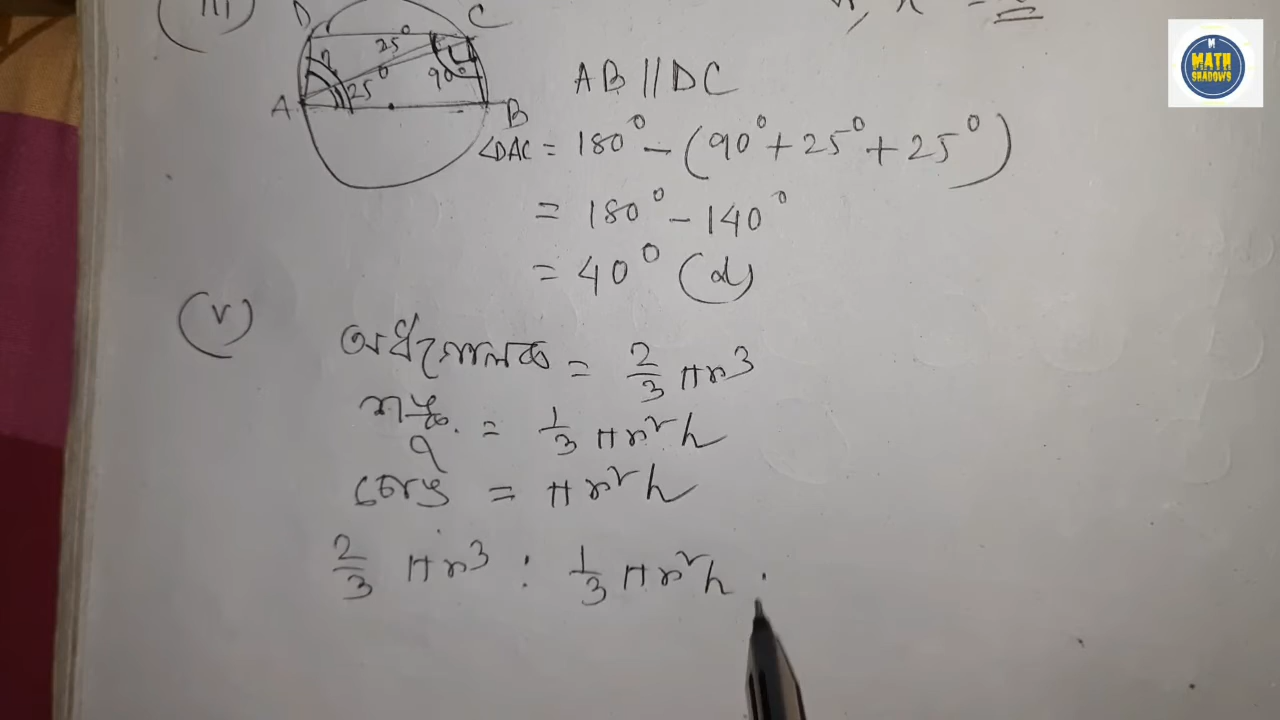 (III)
D C
25°
25° 90°
A B
M
MATH
SHADOWS
AB || DC
∠DAC = 180° - (90° + 25° + 25°)
= 180° - 140°
= 40° (d)
(v)
অর্ধগোলক = 2/3 πr³
শঙ্কু = 1/3 πr²h
চোঙ = πr²h
2/3 πr³ : 1/3 πr²h :